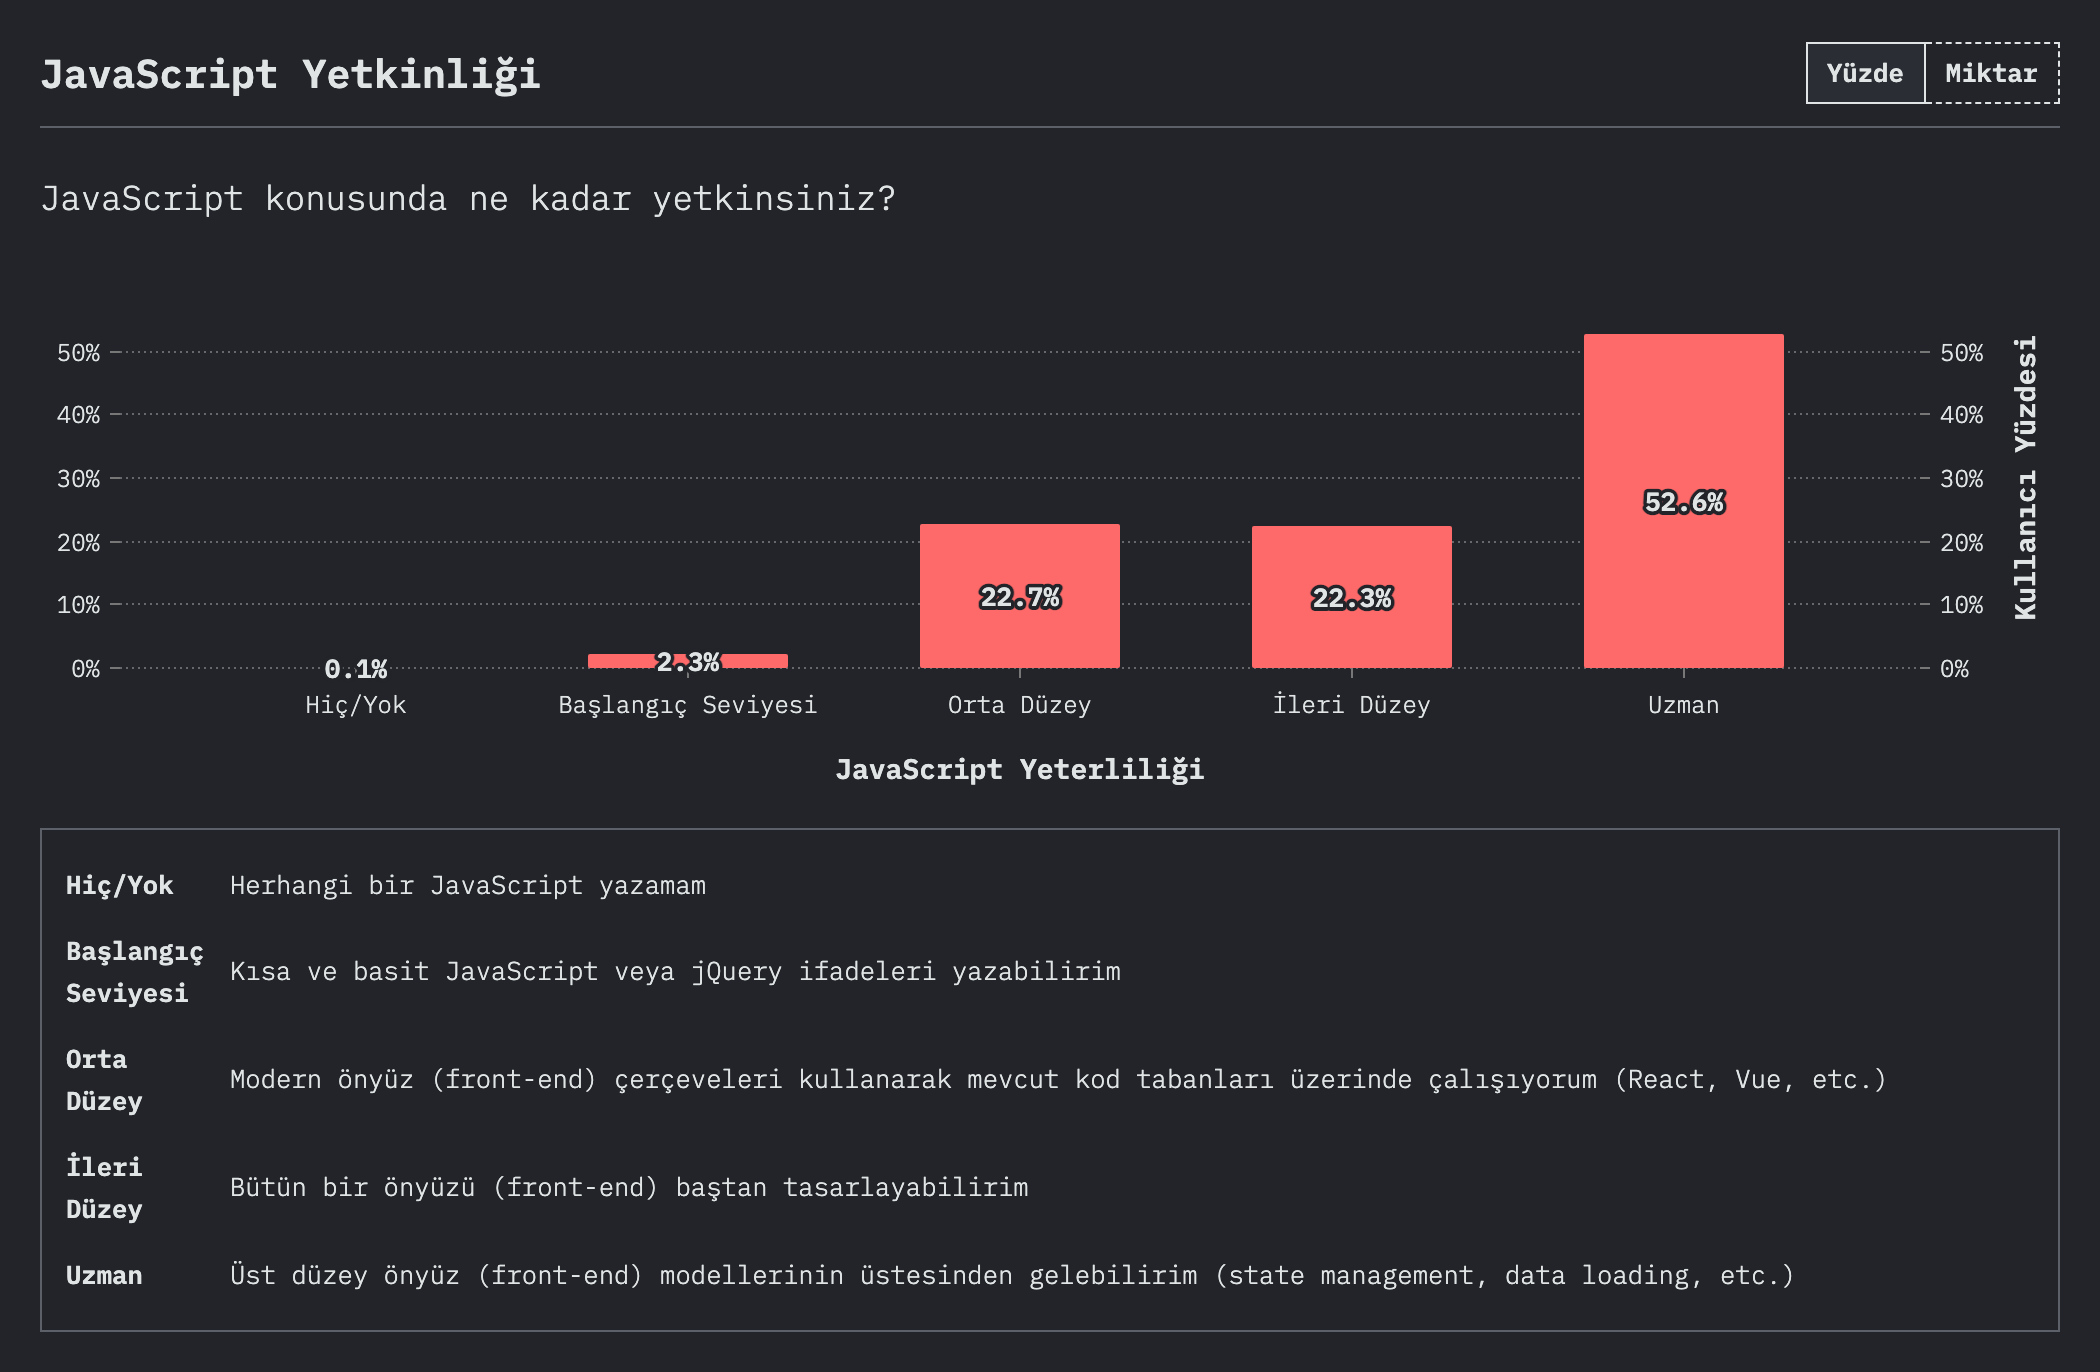 JavaScript Yetkinliği
Yüzde Miktar
JavaScript konusunda ne kadar yetkinsiniz?
50% 50%
40% 40%
30% 30%
20% 20%
10% 10%
0% 0%
0.1% 2.3% 22.7% 22.3% 52.6%
Hiç/Yok Başlangıç Seviyesi Orta Düzey İleri Düzey Uzman
Kullanıcı Yüzdesi
JavaScript Yeterliliği
Hiç/Yok Herhangi bir JavaScript yazamam
Başlangıç
Seviyesi
Kısa ve basit JavaScript veya jQuery ifadeleri yazabilirim
Orta
Düzey
Modern önyüz (front-end) çerçeveleri kullanarak mevcut kod tabanları üzerinde çalışıyorum (React, Vue, etc.)
İleri
Düzey
Bütün bir önyüzü (front-end) baştan tasarlayabilirim
Uzman Üst düzey önyüz (front-end) modellerinin üstesinden gelebilirim (state management, data loading, etc.)